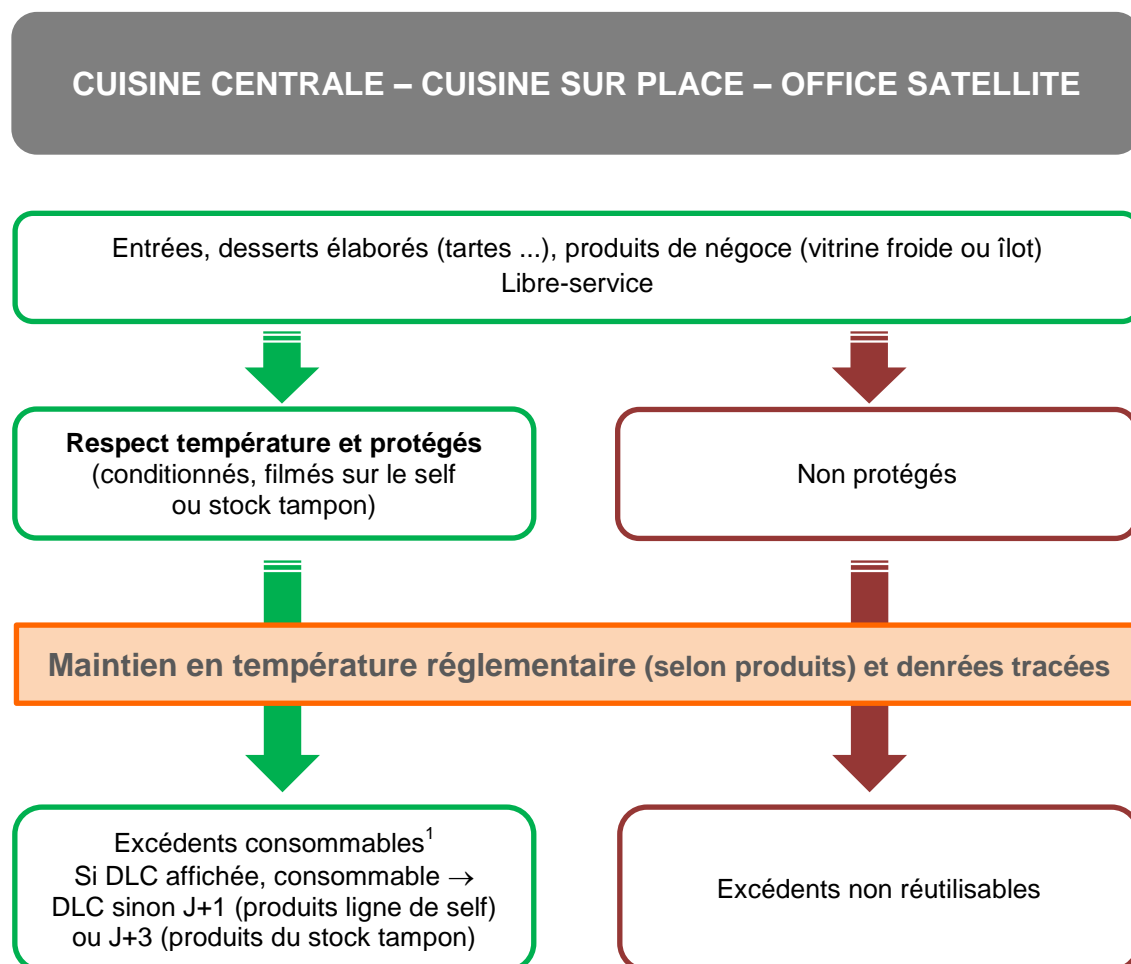 CUISINE CENTRALE – CUISINE SUR PLACE – OFFICE SATELLITE
Entrées, desserts élaborés (tartes ...), produits de négoce (vitrine froide ou îlot)
Libre-service
Respect température et protégés
(conditionnés, filmés sur le self
ou stock tampon)
Non protégés
Maintien en température réglementaire (selon produits) et denrées tracées
Excédents consommables¹
Si DLC affichée, consommable →
DLC sinon J+1 (produits ligne de self)
ou J+3 (produits du stock tampon)
Excédents non réutilisables